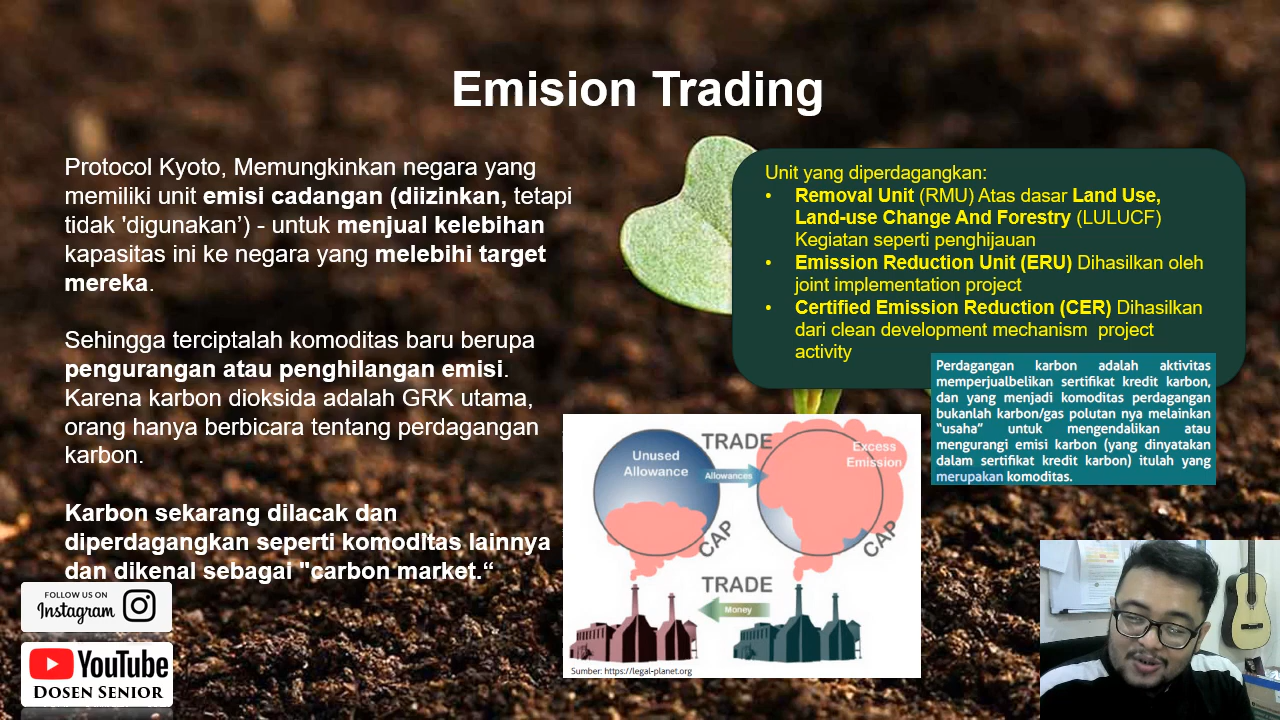 Emision Trading
Protocol Kyoto, Memungkinkan negara yang
memiliki unit emisi cadangan (diizinkan, tetapi
tidak 'digunakan’) - untuk menjual kelebihan
kapasitas ini ke negara yang melebihi target
mereka.
Sehingga terciptalah komoditas baru berupa
pengurangan atau penghilangan emisi.
Karena karbon dioksida adalah GRK utama,
orang hanya berbicara tentang perdagangan
karbon.
Karbon sekarang dilacak dan
diperdagangkan seperti komoditas lainnya
dan dikenal sebagai "carbon market.“
Unit yang diperdagangkan:
• Removal Unit (RMU) Atas dasar Land Use,
Land-use Change And Forestry (LULUCF)
Kegiatan seperti penghijauan
• Emission Reduction Unit (ERU) Dihasilkan oleh
joint implementation project
• Certified Emission Reduction (CER) Dihasilkan
dari clean development mechanism project
activity
Perdagangan karbon adalah aktivitas
memperjualbelikan sertifikat kredit karbon,
dan yang menjadi komoditas perdagangan
bukanlah karbon/gas polutan nya melainkan
“usaha” untuk mengendalikan atau
mengurangi emisi karbon (yang dinyatakan
dalam sertifikat kredit karbon) itulah yang
merupakan komoditas.
TRADE
Unused
Allowance
Allowances
Excess
Emission
CAP
CAP
TRADE
Money
Sumber: https://legal-planet.org
FOLLOW US ON
Instagram
YouTube
DOSEN SENIOR